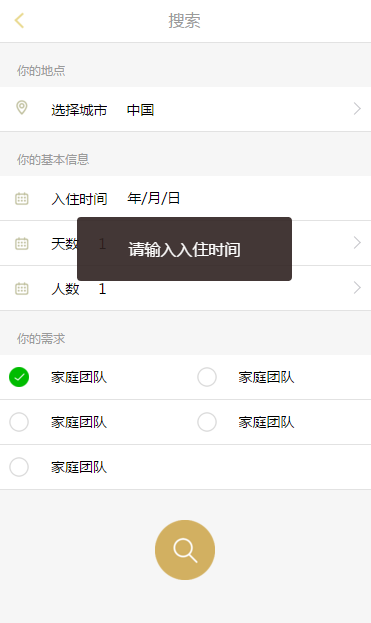 搜索
你的地点
选择城市 中国
你的基本信息
入住时间 年/月/日
天数 1
请输入入住时间
人数 1
你的需求
家庭团队 家庭团队
家庭团队 家庭团队
家庭团队